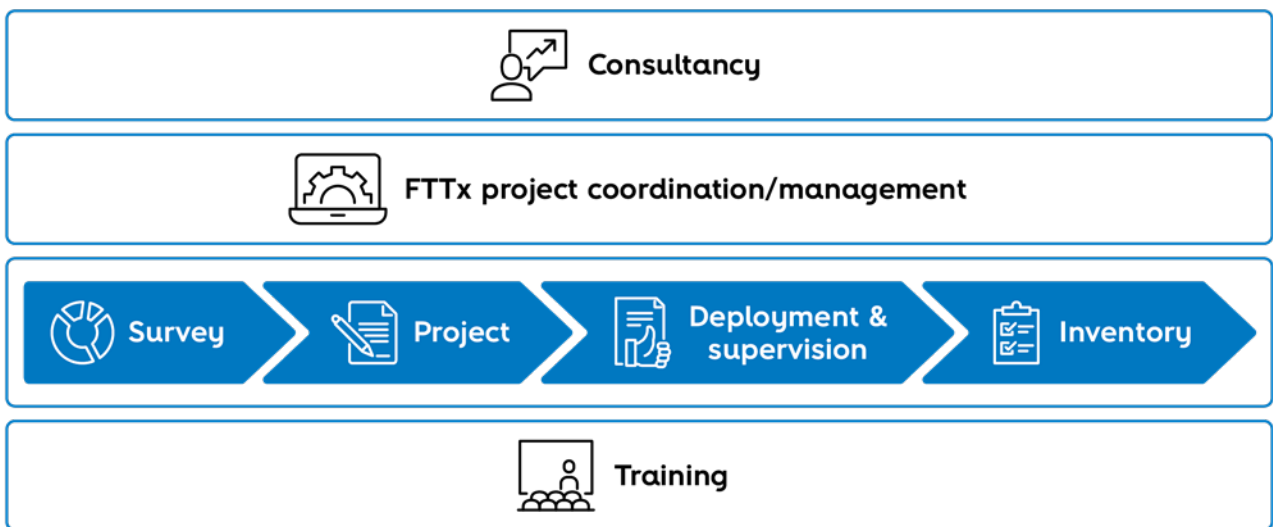 Consultancy
FTTx project coordination/management
Survey
Project
Deployment &
supervision
Inventory
Training